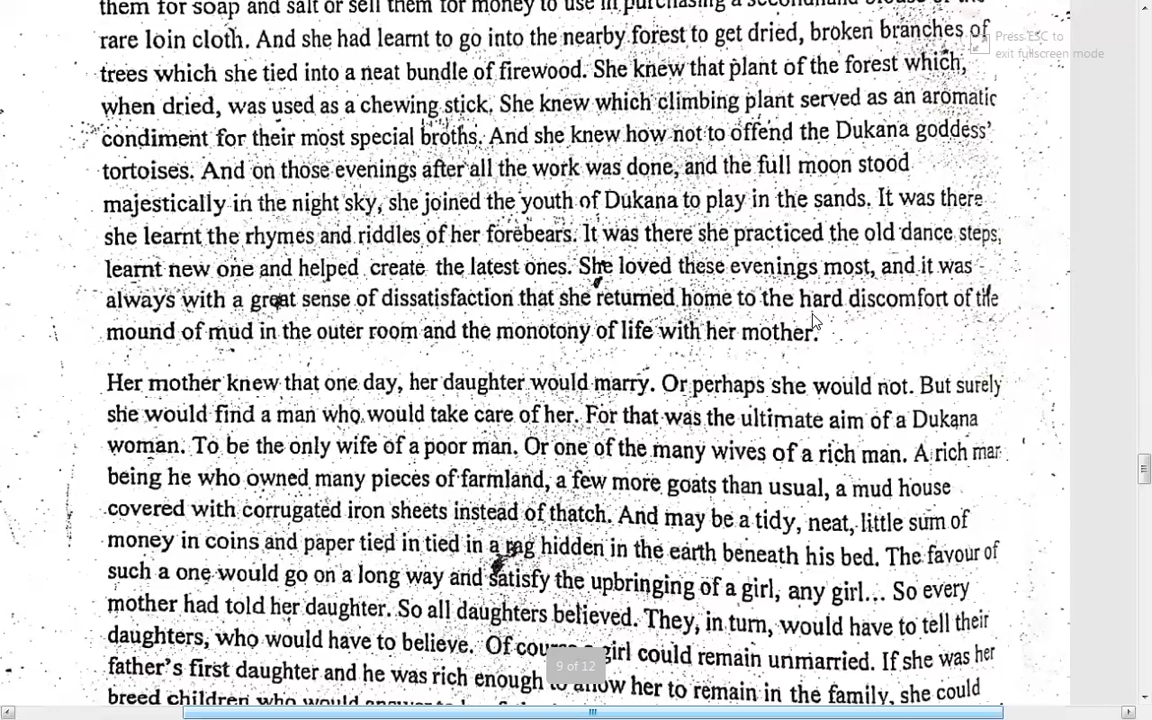 them for soap and salt or sell them for money to use in purchasing a secondhand blouse or the
rare loin cloth. And she had learnt to go into the nearby forest to get dried, broken branches of
trees which she tied into a neat bundle of firewood. She knew that plant of the forest which,
when dried, was used as a chewing stick. She knew which climbing plant served as an aromatic
condiment for their most special broths. And she knew how not to offend the Dukana goddess'
tortoises. And on those evenings after all the work was done, and the full moon stood
majestically in the night sky, she joined the youth of Dukana to play in the sands. It was there
she learnt the rhymes and riddles of her forebears. It was there she practiced the old dance steps,
learnt new one and helped create the latest ones. She loved these evenings most, and it was
always with a great sense of dissatisfaction that she returned home to the hard discomfort of the
mound of mud in the outer room and the monotony of life with her mother.
Her mother knew that one day, her daughter would marry. Or perhaps she would not. But surely
she would find a man who would take care of her. For that was the ultimate aim of a Dukana
woman. To be the only wife of a poor man. Or one of the many wives of a rich man. A rich mar
being he who owned many pieces of farmland, a few more goats than usual, a mud house
covered with corrugated iron sheets instead of thatch. And may be a tidy, neat, little sum of
money in coins and paper tied in tied in a rag hidden in the earth beneath his bed. The favour of
such a one would go on a long way and satisfy the upbringing of a girl, any girl... So every
mother had told her daughter. So all daughters believed. They, in turn, would have to tell their
daughters, who would have to believe. Of cou girl could remain unmarried. If she was her
father's first daughter and he was rich enough to allow her to remain in the family, she could
breed children who would
Press ESC to
exit fullscreen mode
9 of 12